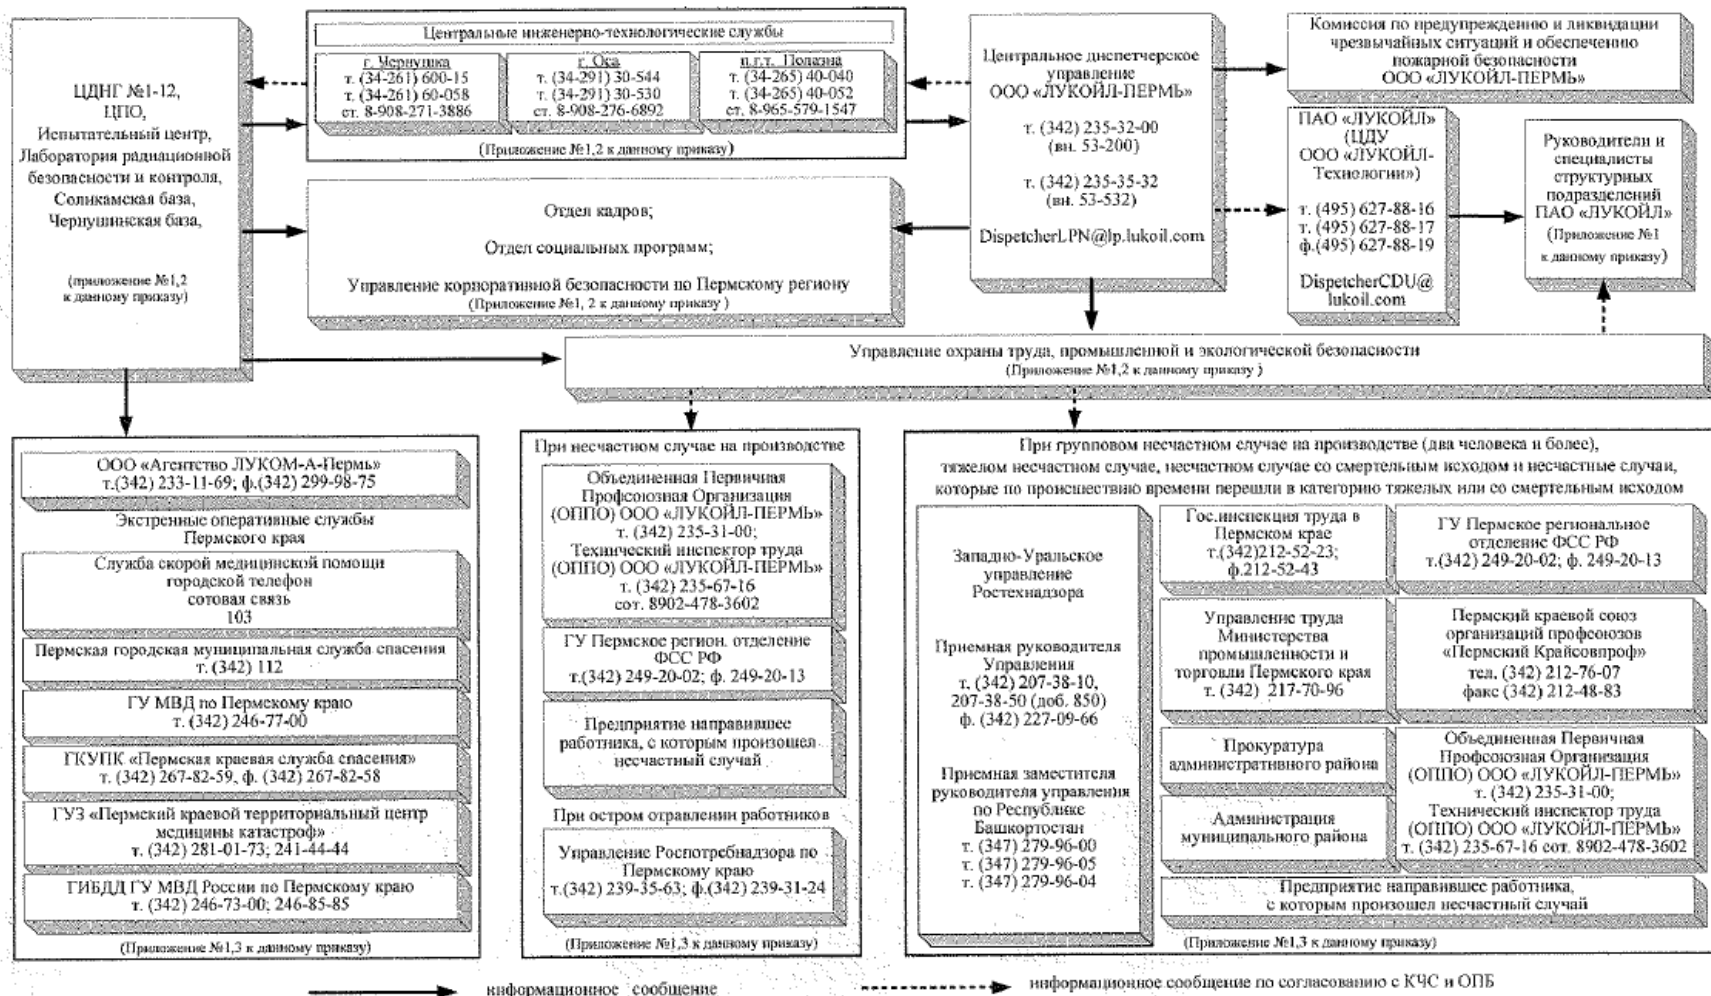 ЦДНГ №1-12,
ЦПО,
Испытательный центр,
Лаборатория радиационной
безопасности и контроля,
Соликамская база,
Чернушинская база,
(приложение №1,2
к данному приказу)
Центральные инженерно-технологические службы
г. Чернушка
т. (34-261) 600-15
т. (34-261) 60-058
ст. 8-908-271-3886
г. Оса
т. (34-291) 30-544
т. (34-291) 30-530
ст. 8-908-276-6892
п.г.т. Полазна
т. (34-265) 40-040
т. (34-265) 40-052
ст. 8-965-579-1547
(Приложение №1,2 к данному приказу)
Отдел кадров;
Отдел социальных программ;
Управление корпоративной безопасности по Пермскому региону
(Приложение №1, 2 к данному приказу )
Центральное диспетчерское
управление
ООО «ЛУКОЙЛ-ПЕРМЬ»
т. (342) 235-32-00
(вн. 53-200)
т. (342) 235-35-32
(вн. 53-532)
DispetcherLPN@lp.lukoil.com
Комиссия по предупреждению и ликвидации
чрезвычайных ситуаций и обеспечению
пожарной безопасности
ООО «ЛУКОЙЛ-ПЕРМЬ»
ПАО «ЛУКОЙЛ»
(ЦДУ
ООО «ЛУКОЙЛ-
Технологии»)
т. (495) 627-88-16
т. (495) 627-88-17
ф.(495) 627-88-19
DispetcherCDU@
lukoil.com
Руководители и
специалисты
структурных
подразделений
ПАО «ЛУКОЙЛ»
(Приложение №1
к данному приказу)
Управление охраны труда, промышленной и экологической безопасности
(Приложение №1,2 к данному приказу )
ООО «Агентство ЛУКОМ-А-Пермь»
т.(342) 233-11-69; ф.(342) 299-98-75
Экстренные оперативные службы
Пермского края
Служба скорой медицинской помощи
городской телефон
сотовая связь
103
Пермская городская муниципальная служба спасения
т. (342) 112
ГУ МВД по Пермскому краю
т. (342) 246-77-00
ГКУПК «Пермская краевая служба спасения»
т. (342) 267-82-59, ф. (342) 267-82-58
ГУЗ «Пермский краевой территориальный центр
медицины катастроф»
т. (342) 281-01-73; 241-44-44
ГИБДД ГУ МВД России по Пермскому краю
т. (342) 246-73-00; 246-85-85
(Приложение №1,3 к данному приказу)
При несчастном случае на производстве
Объединенная Первичная
Профсоюзная Организация
(ОППО) ООО «ЛУКОЙЛ-ПЕРМЬ»
т. (342) 235-31-00;
Технический инспектор труда
(ОППО) ООО «ЛУКОЙЛ-ПЕРМЬ»
т. (342) 235-67-16
сот. 8902-478-3602
ГУ Пермское регион. отделение
ФСС РФ
т.(342) 249-20-02; ф. 249-20-13
Предприятие направившее
работника, с которым произошел
несчастный случай
При остром отравлении работников
Управление Роспотребнадзора по
Пермскому краю
т.(342) 239-35-63; ф.(342) 239-31-24
(Приложение №1,3 к данному приказу)
При групповом несчастном случае на производстве (два человека и более),
тяжелом несчастном случае, несчастном случае со смертельным исходом и несчастные случаи,
которые по происшествию времени перешли в категорию тяжелых или со смертельным исходом
Западно-Уральское
управление
Ростехнадзора
Приемная руководителя
Управления
т. (342) 207-38-10,
207-38-50 (доб. 850)
ф. (342) 227-09-66
Приемная заместителя
руководителя управления
по Республике
Башкортостан
т. (347) 279-96-00
т. (347) 279-96-05
т. (347) 279-96-04
Гос.инспекция труда в
Пермском крае
т.(342)212-52-23;
ф.212-52-43
ГУ Пермское региональное
отделение ФСС РФ
т.(342) 249-20-02; ф. 249-20-13
Управление труда
Министерства
промышленности и
торговли Пермского края
т. (342) 217-70-96
Пермский краевой союз
организаций профсоюзов
«Пермский Крайсовпроф»
тел. (342) 212-76-07
факс (342) 212-48-83
Прокуратура
административного района
Администрация
муниципального района
Объединенная Первичная
Профсоюзная Организация
(ОППО) ООО «ЛУКОЙЛ-ПЕРМЬ»
т. (342) 235-31-00;
Технический инспектор труда
(ОППО) ООО «ЛУКОЙЛ-ПЕРМЬ»
т. (342) 235-67-16 сот. 8902-478-3602
Предприятие направившее работника,
с которым произошел несчастный случай
(Приложение №1,3 к данному приказу)
информационное сообщение
информационное сообщение по согласованию с КЧС и ОПБ